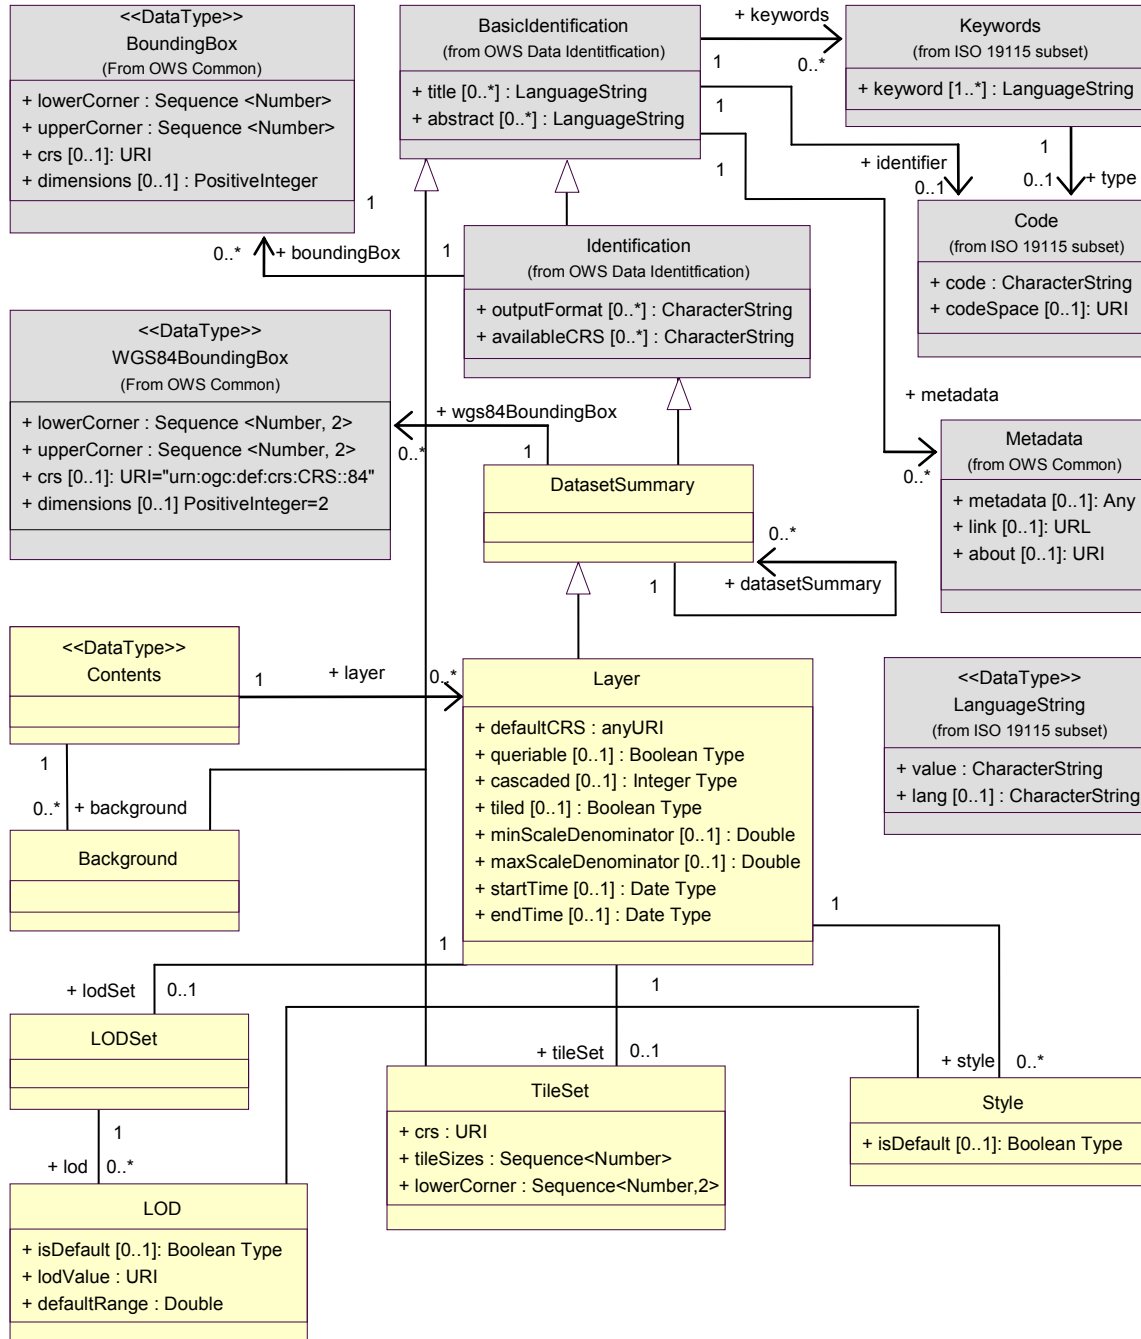 <<DataType>>
BoundingBox
(From OWS Common)
+ lowerCorner : Sequence <Number>
+ upperCorner : Sequence <Number>
+ crs [0..1]: URI
+ dimensions [0..1] : PositiveInteger
BasicIdentification
(from OWS Data Identitfication)
+ title [0..*] : LanguageString
+ abstract [0..*] : LanguageString
+ keywords
1
0..*
Keywords
(from ISO 19115 subset)
+ keyword [1..*] : LanguageString
1
+ identifier
0..1
1
1
0..1
+ type
Code
(from ISO 19115 subset)
+ code : CharacterString
+ codeSpace [0..1]: URI
1
0..*
+ boundingBox
1
Identification
(from OWS Data Identitfication)
+ outputFormat [0..*] : CharacterString
+ availableCRS [0..*] : CharacterString
<<DataType>>
WGS84BoundingBox
(From OWS Common)
+ lowerCorner : Sequence <Number, 2>
+ upperCorner : Sequence <Number, 2>
+ crs [0..1]: URI="urn:ogc:def:crs:CRS::84"
+ dimensions [0..1] PositiveInteger=2
+ wgs84BoundingBox
0..*
1
+ metadata
0..*
Metadata
(from OWS Common)
+ metadata [0..1]: Any
+ link [0..1]: URL
+ about [0..1]: URI
DatasetSummary
0..*
1
+ datasetSummary
<<DataType>>
Contents
1
+ layer
0..*
Layer
+ defaultCRS : anyURI
+ queriable [0..1] : Boolean Type
+ cascaded [0..1] : Integer Type
+ tiled [0..1] : Boolean Type
+ minScaleDenominator [0..1] : Double
+ maxScaleDenominator [0..1] : Double
+ startTime [0..1] : Date Type
+ endTime [0..1] : Date Type
<<DataType>>
LanguageString
(from ISO 19115 subset)
+ value : CharacterString
+ lang [0..1] : CharacterString
1
0..*
+ background
Background
1
+ lodSet
0..1
LODSet
1
+ tileSet
0..1
1
+ style
0..*
TileSet
+ crs : URI
+ tileSizes : Sequence<Number>
+ lowerCorner : Sequence<Number,2>
Style
+ isDefault [0..1]: Boolean Type
1
+ lod
0..*
LOD
+ isDefault [0..1]: Boolean Type
+ lodValue : URI
+ defaultRange : Double